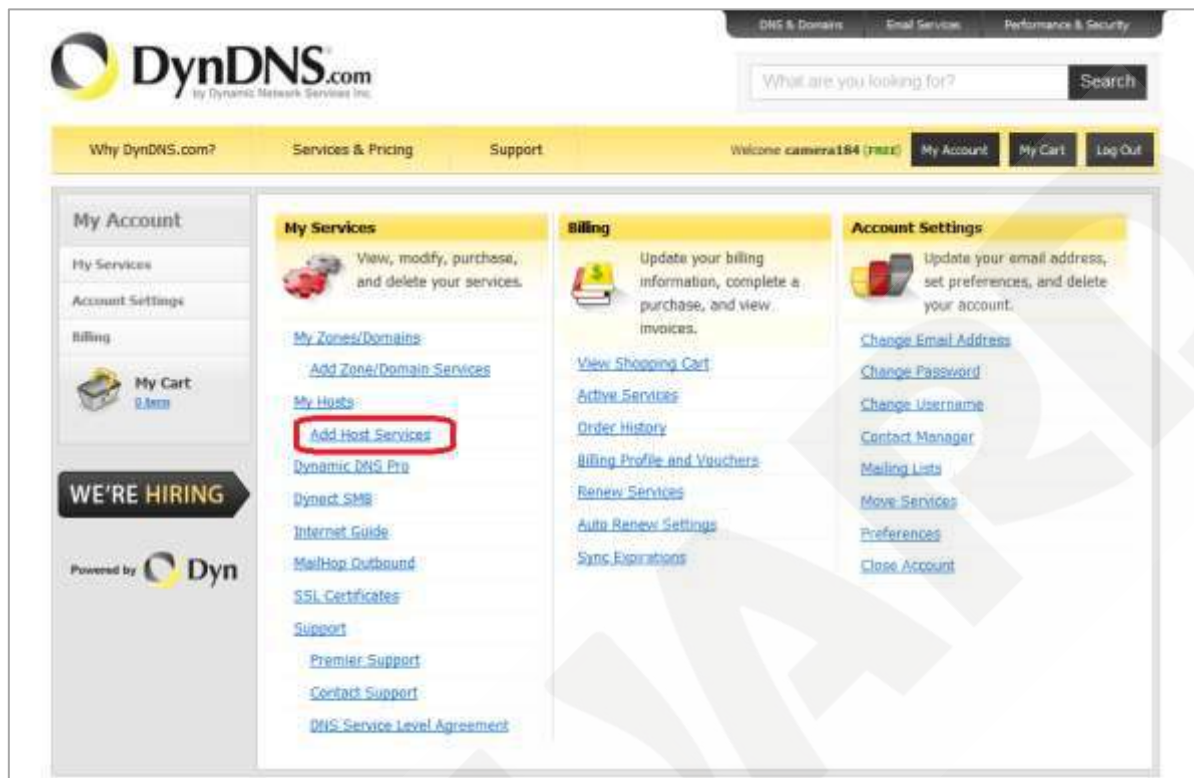 DNS & Domains Email Services Performance & Security
DynDNS.com
by Dynamic Network Services Inc.
What are you looking for? Search
Why DynDNS.com? Services & Pricing Support Welcome camera184 (FREE) My Account My Cart Log Out
My Account
My Services
Account Settings
Billing
My Cart
0 item
WE'RE HIRING
Powered by Dyn
My Services
View, modify, purchase,
and delete your services.
My Zones/Domains
Add Zone/Domain Services
My Hosts
Add Host Services
Dynamic DNS Pro
Dynect SMB
Internet Guide
MailHop Outbound
SSL Certificates
Support
Premier Support
Contact Support
DNS Service Level Agreement
Billing
Update your billing
information, complete a
purchase, and view
invoices.
View Shopping Cart
Active Services
Order History
Billing Profile and Vouchers
Renew Services
Auto Renew Settings
Sync Expirations
Account Settings
Update your email address,
set preferences, and delete
your account.
Change Email Address
Change Password
Change Username
Contact Manager
Mailing Lists
Move Services
Preferences
Close Account